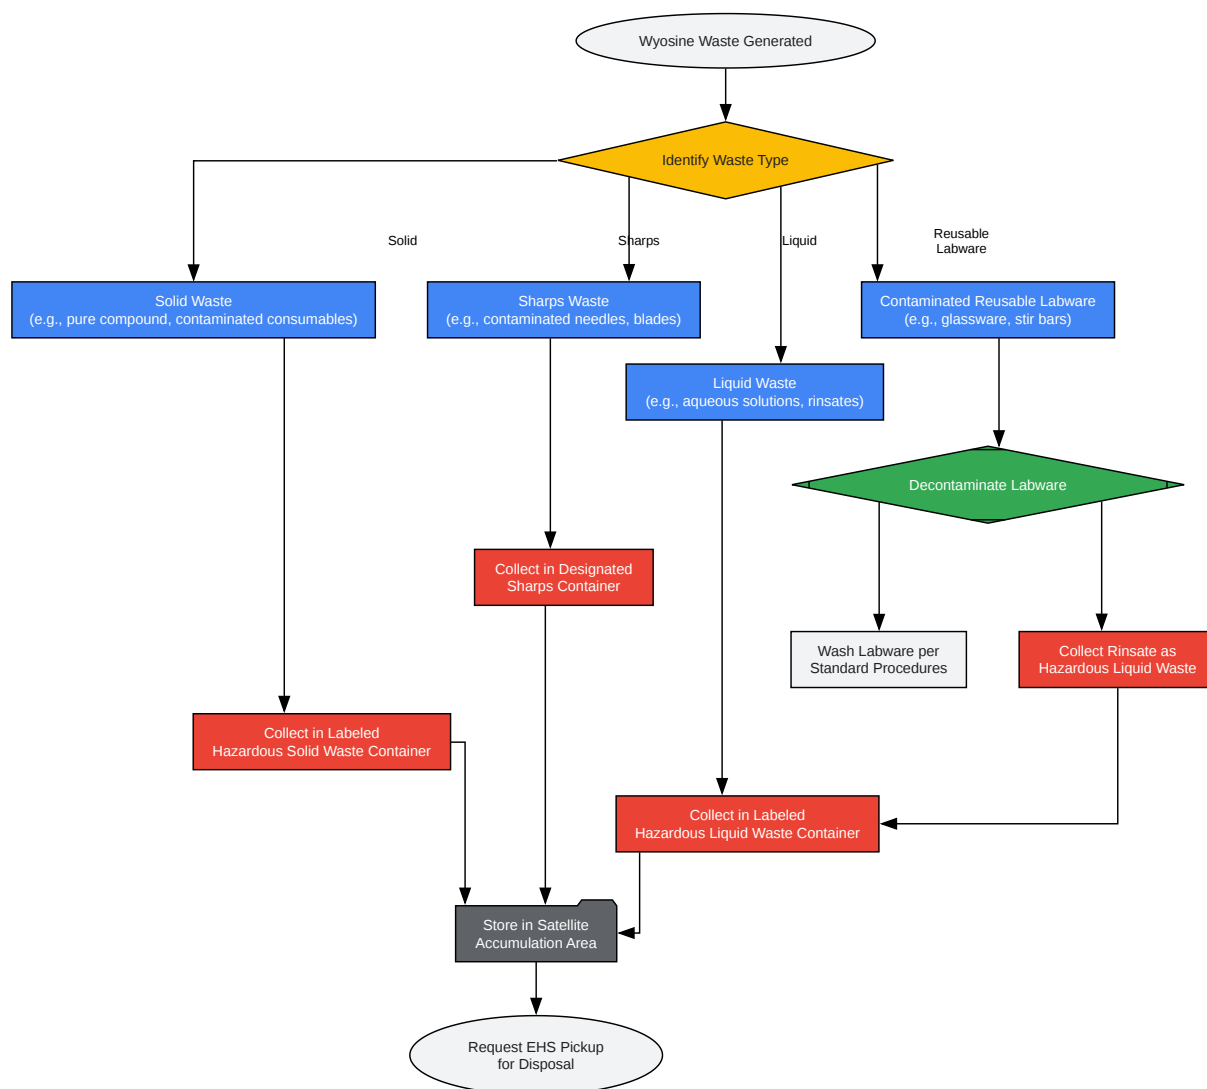 Wyosine Waste Generated
Identify Waste Type
Solid
Sharps
Liquid
Reusable
Labware
Solid Waste
(e.g., pure compound, contaminated consumables)
Sharps Waste
(e.g., contaminated needles, blades)
Contaminated Reusable Labware
(e.g., glassware, stir bars)
Liquid Waste
(e.g., aqueous solutions, rinsates)
Decontaminate Labware
Collect in Designated
Sharps Container
Wash Labware per
Standard Procedures
Collect Rinsate as
Hazardous Liquid Waste
Collect in Labeled
Hazardous Solid Waste Container
Collect in Labeled
Hazardous Liquid Waste Container
Store in Satellite
Accumulation Area
Request EHS Pickup
for Disposal